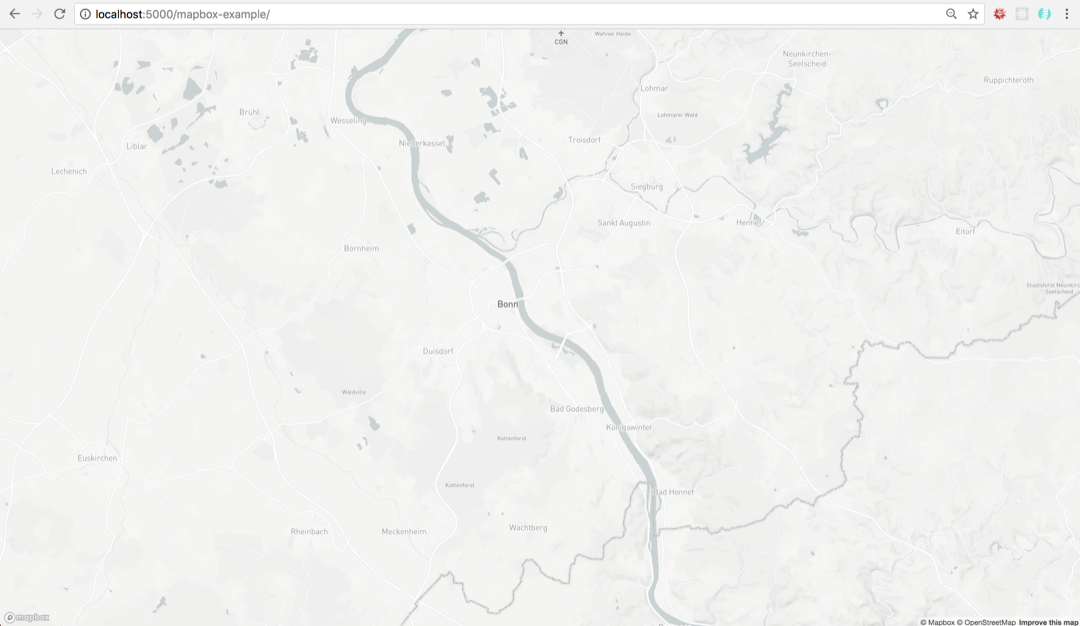 localhost:5000/mapbox-example/
CGN
Wahner Heide
Neunkirchen-
Seelscheid
Ruppichteroth
Lohmar
Lohmarer Wald
Brühl
Wesseling
Troisdorf
Niederkassel
Liblar
Lechenich
Siegburg
Sankt Augustin
Hennef
Eitorf
Bornheim
Staatsforst Neunkirc
Seelscheid
Bonn
Duisdorf
Waldville
Bad Godesberg
Königswinter
Kottenforst
Euskirchen
Kottenforst
Bad Honnef
Rheinbach
Meckenheim
Wachtberg
mapbox
© Mapbox © OpenStreetMap Improve this map